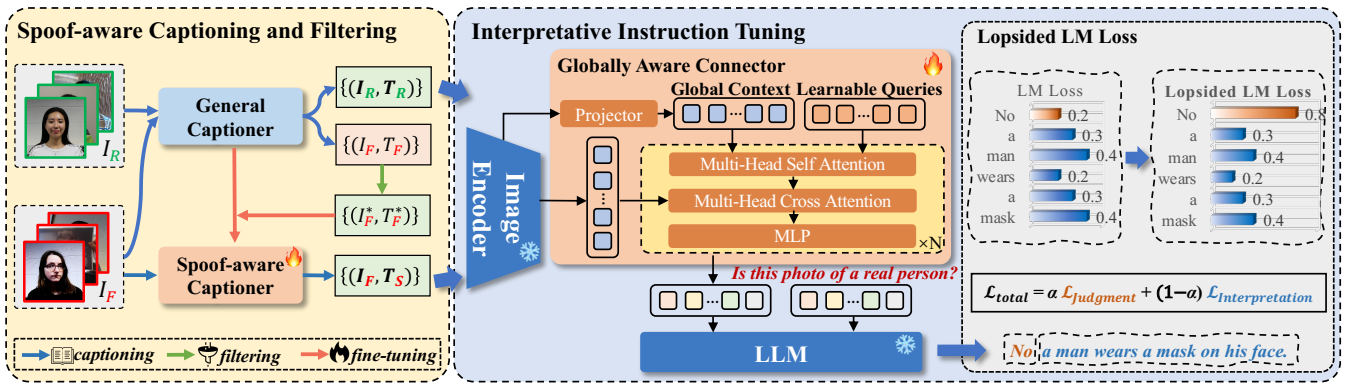 Spoof-aware Captioning and Filtering
I_R
I_F
General
Captioner
Spoof-aware
Captioner
{(I_R, T_R)}
{(I_F, T_F)}
{(I_F^*, T_F^*)}
{(I_F, T_S)}
captioning
filtering
fine-tuning
Interpretative Instruction Tuning
Image
Encoder
Globally Aware Connector
Projector
Global Context
Learnable Queries
Multi-Head Self Attention
Multi-Head Cross Attention
MLP
×N
Is this photo of a real person?
LLM
Lopsided LM Loss
LM Loss
No 0.2
a 0.3
man 0.4
wears 0.2
a 0.3
mask 0.4
Lopsided LM Loss
No 0.8
a 0.3
man 0.4
wears 0.2
a 0.3
mask 0.4
ℒ_total = α ℒ_Judgment + (1−α) ℒ_Interpretation
No a man wears a mask on his face.